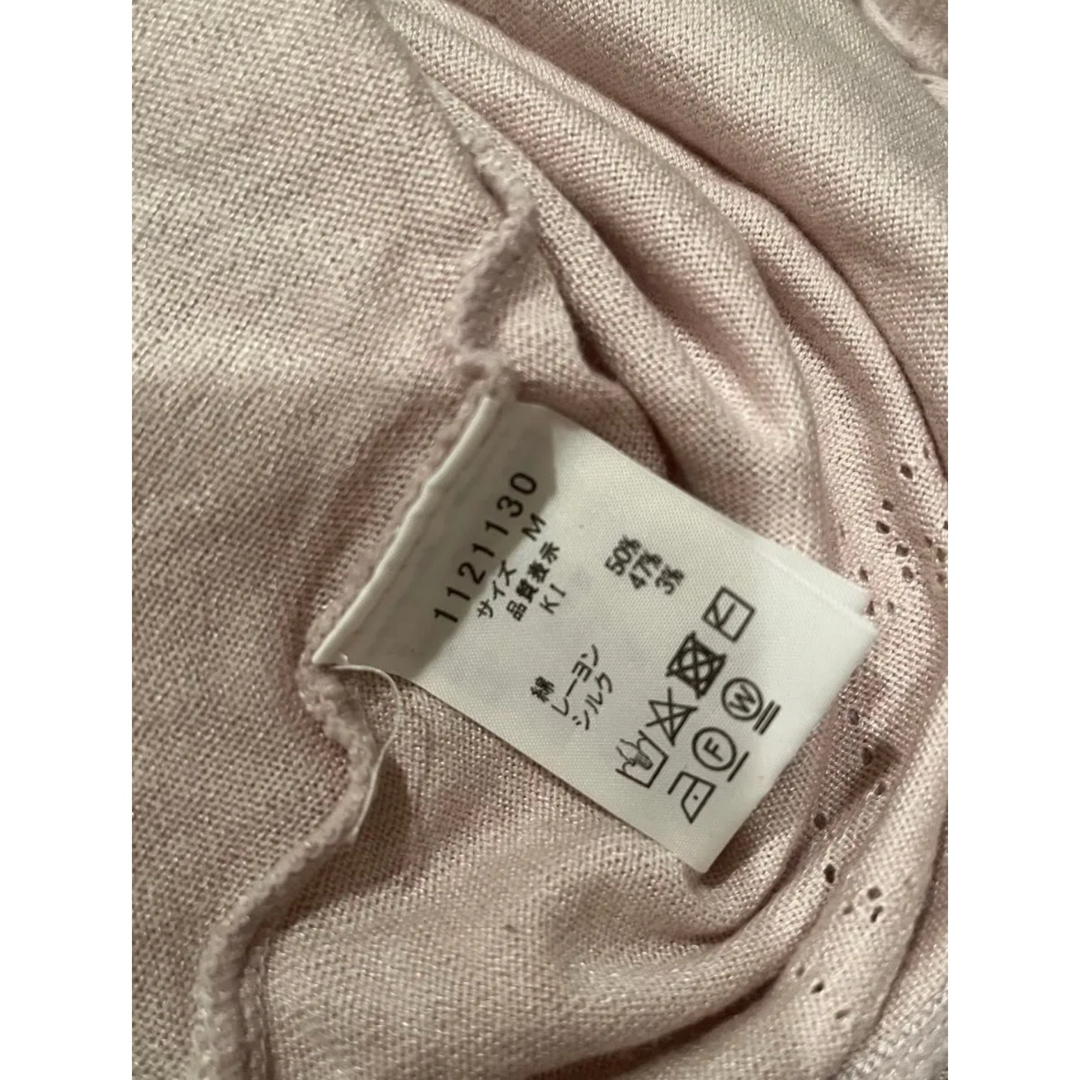 1121130
サイズ M
品質表示
KI
綿 50%
レーヨン 47%
シルク 3%
F W